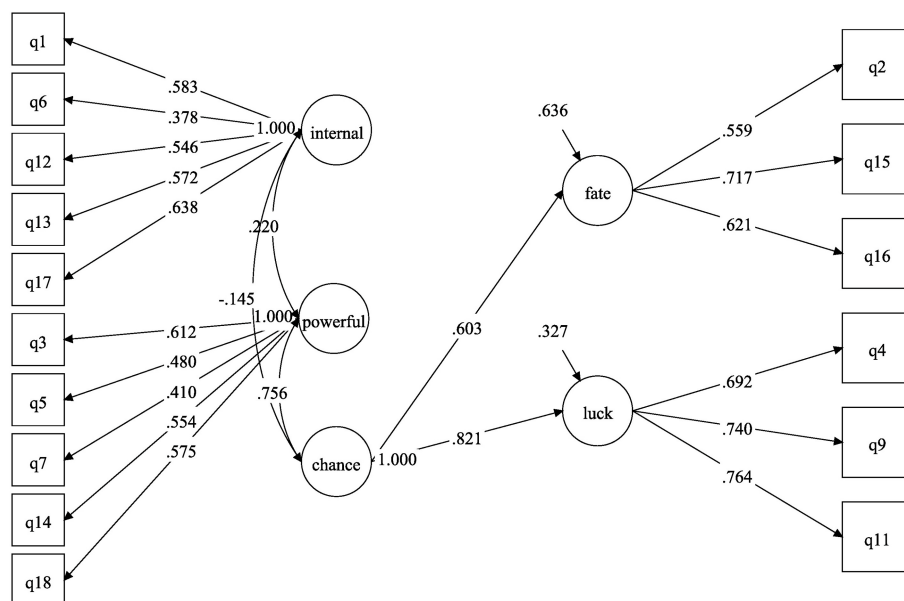 q1
q6
q12
q13
q17
q3
q5
q7
q14
q18
.583
.378
.546
.572
.638
1.000
internal
.220
-.145
.612
.480
.410
.554
.575
1.000
powerful
.756
chance
1.000
.603
.821
.636
fate
.327
luck
.559
.717
.621
.692
.740
.764
q2
q15
q16
q4
q9
q11